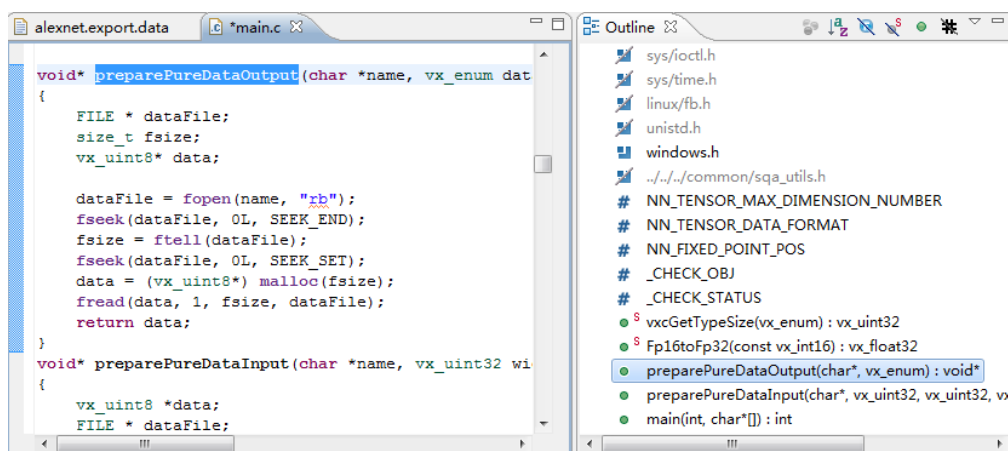 alexnet.export.data
*main.c
void* preparePureDataOutput(char *name, vx_enum dat
{
FILE * dataFile;
size_t fsize;
vx_uint8* data;
dataFile = fopen(name, "rb");
fseek(dataFile, 0L, SEEK_END);
fsize = ftell(dataFile);
fseek(dataFile, 0L, SEEK_SET);
data = (vx_uint8*) malloc(fsize);
fread(data, 1, fsize, dataFile);
return data;
}
void* preparePureDataInput(char *name, vx_uint32 wi
{
vx_uint8 *data;
FILE * dataFile;
Outline
sys/ioctl.h
sys/time.h
linux/fb.h
unistd.h
windows.h
../../../common/sqa_utils.h
# NN_TENSOR_MAX_DIMENSION_NUMBER
# NN_TENSOR_DATA_FORMAT
# NN_FIXED_POINT_POS
# _CHECK_OBJ
# _CHECK_STATUS
S vxcGetTypeSize(vx_enum) : vx_uint32
S Fp16toFp32(const vx_int16) : vx_float32
preparePureDataOutput(char*, vx_enum) : void*
preparePureDataInput(char*, vx_uint32, vx_uint32, vx
main(int, char*[]) : int